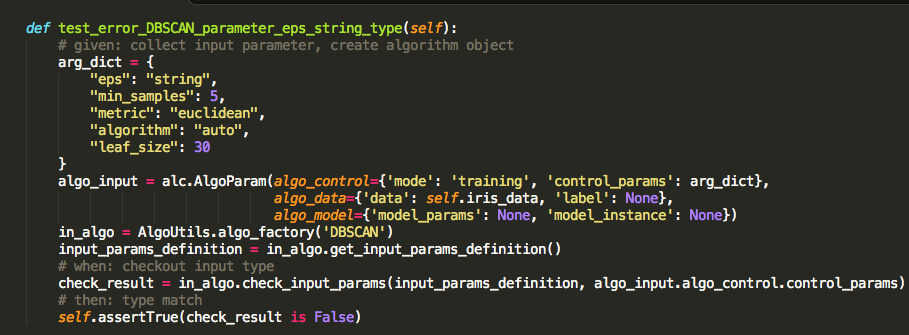 def test_error_DBSCAN_parameter_eps_string_type(self):
    # given: collect input parameter, create algorithm object
    arg_dict = {
        "eps": "string",
        "min_samples": 5,
        "metric": "euclidean",
        "algorithm": "auto",
        "leaf_size": 30
    }
    algo_input = alc.AlgoParam(algo_control={'mode': 'training', 'control_params': arg_dict},
                               algo_data={'data': self.iris_data, 'label': None},
                               algo_model={'model_params': None, 'model_instance': None})
    in_algo = AlgoUtils.algo_factory('DBSCAN')
    input_params_definition = in_algo.get_input_params_definition()
    # when: checkout input type
    check_result = in_algo.check_input_params(input_params_definition, algo_input.algo_control.control_params)
    # then: type match
    self.assertTrue(check_result is False)